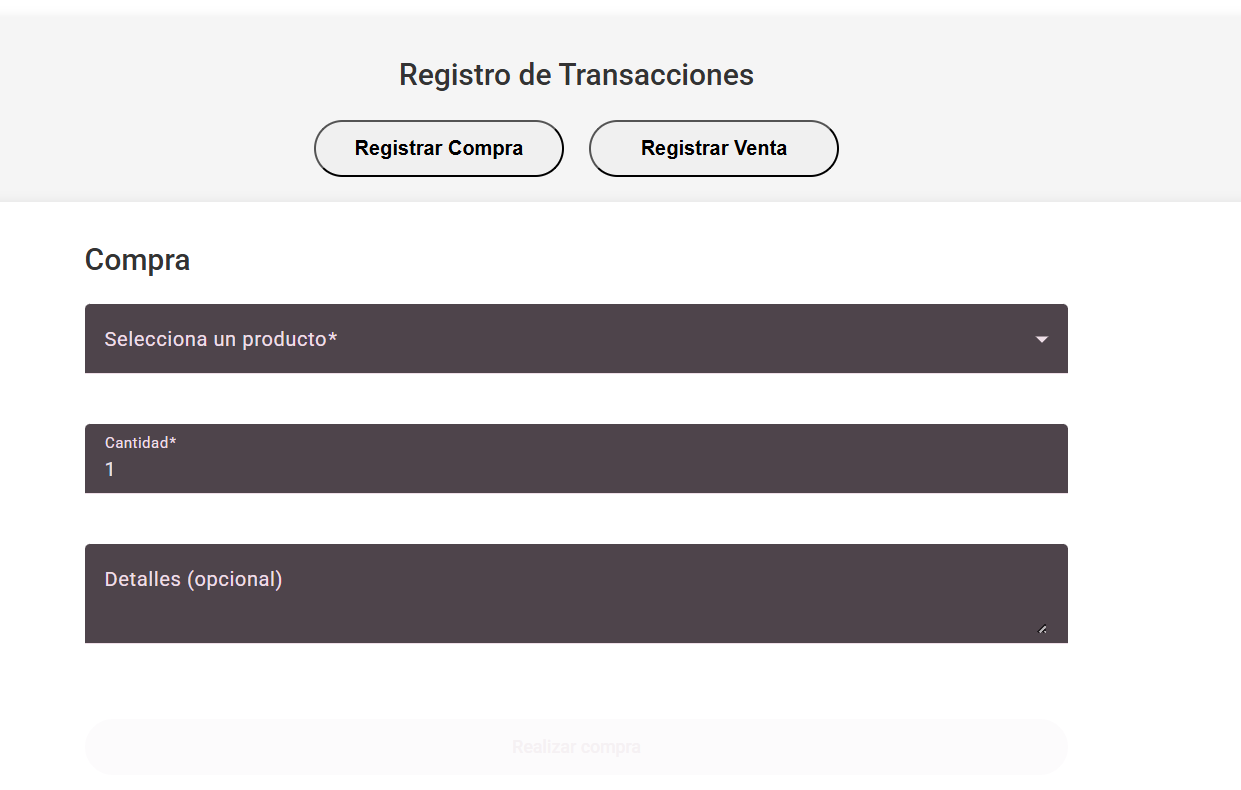 Registro de Transacciones
Registrar Compra Registrar Venta
Compra
Selecciona un producto*
Cantidad*
1
Detalles (opcional)
Realizar compra